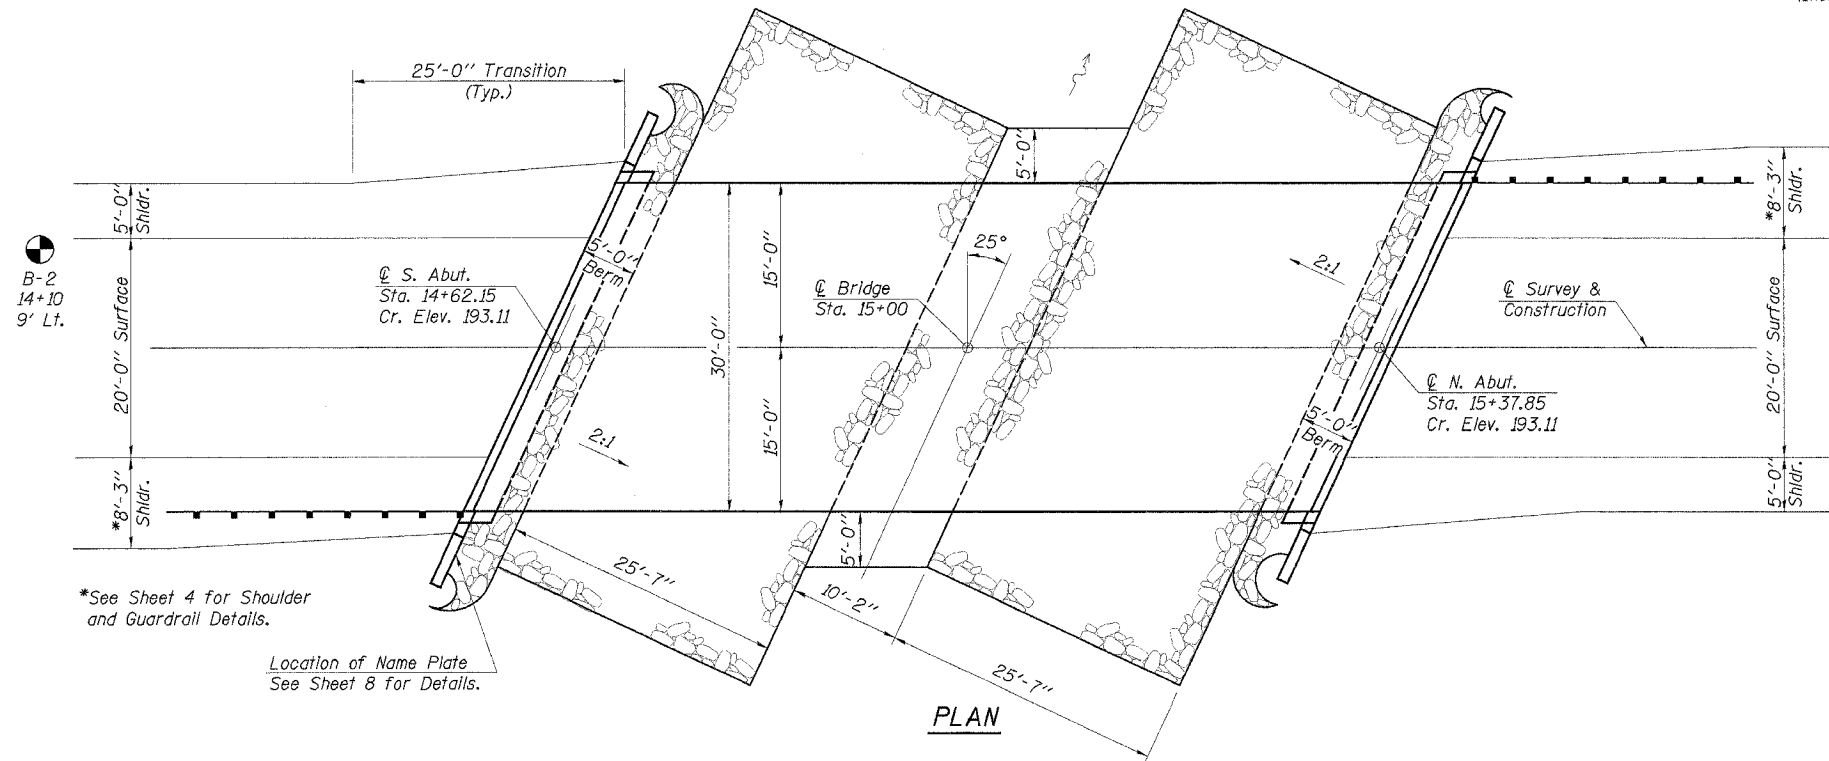 25'-0" Transition
(Typ.)
5'-0"
Shldr.
5'-0"
*8'-3"
Shldr.
B-2
14+10
9' Lt.
20'-0" Surface
℄ S. Abut.
Sta. 14+62.15
Cr. Elev. 193.11
5'-0"
Berm
15'-0"
30'-0"
15'-0"
℄ Bridge
Sta. 15+00
25°
2:1
℄ Survey &
Construction
20'-0" Surface
℄ N. Abut.
Sta. 15+37.85
Cr. Elev. 193.11
5'-0"
Berm
2:1
*8'-3"
Shldr.
5'-0"
Shldr.
5'-0"
25'-7"
10'-2"
25'-7"
*See Sheet 4 for Shoulder
and Guardrail Details.
Location of Name Plate
See Sheet 8 for Details.
PLAN